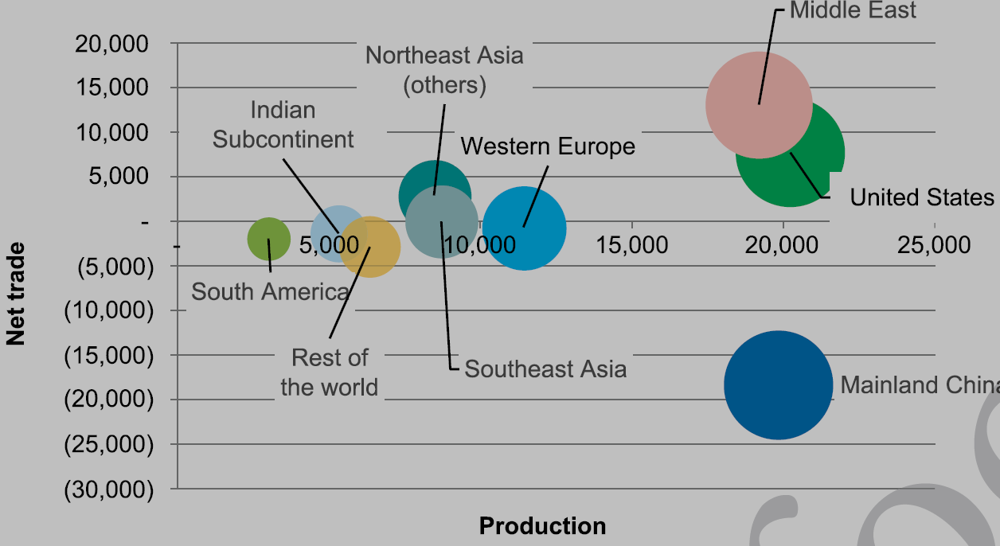 Middle East
20,000
Northeast Asia
(others)
15,000
Indian
Subcontinent
10,000
Western Europe
5,000
United States
-
-
5,000
10,000
15,000
20,000
25,000
(5,000)
South America
(10,000)
Net trade
(15,000)
Rest of
the world
Southeast Asia
Mainland China
(20,000)
(25,000)
(30,000)
Production